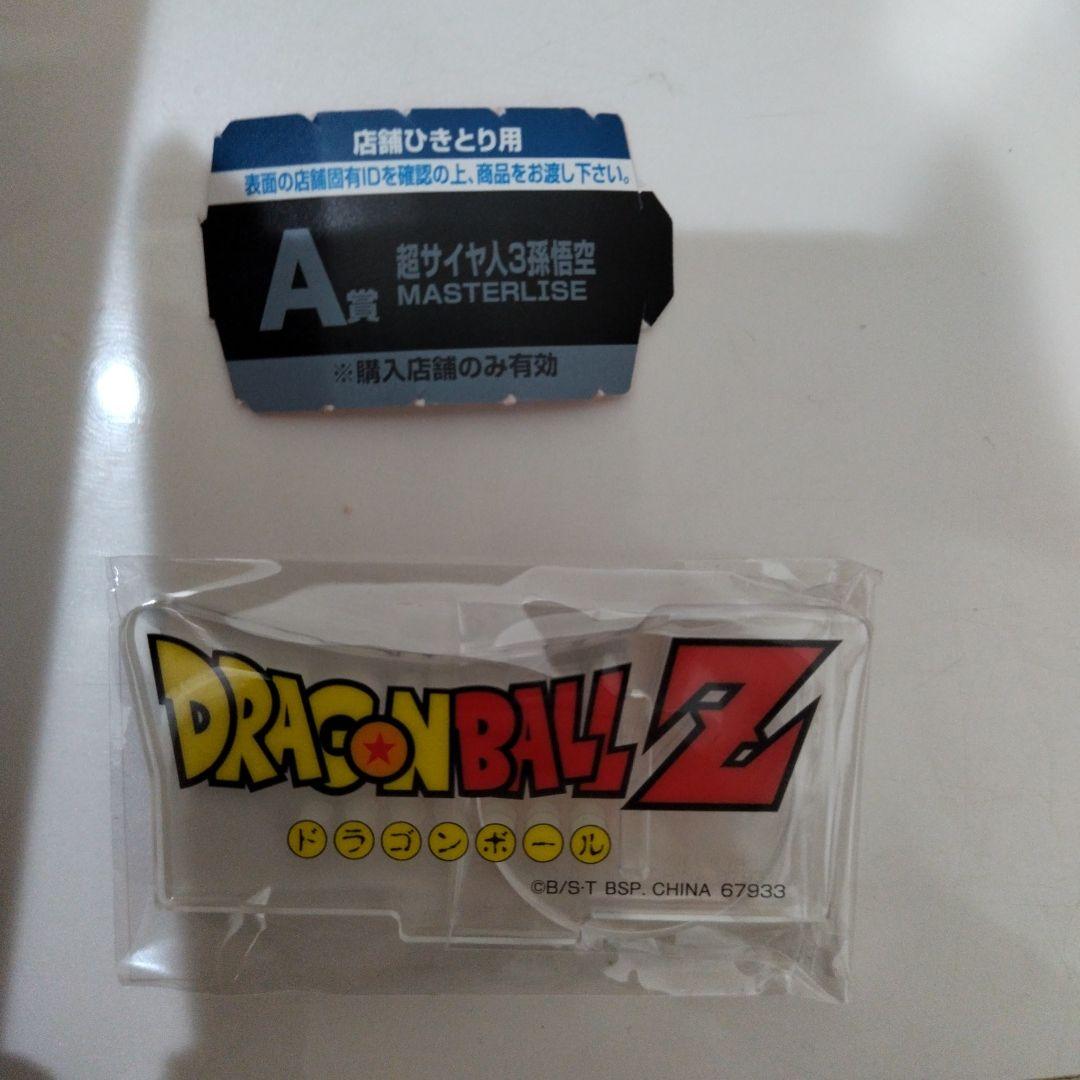 店舗ひきとり用
表面の店舗固有IDを確認の上、商品をお渡し下さい。
A賞
超サイヤ人3孫悟空
MASTERLISE
※購入店舗のみ有効
DRAGONBALL Z
ドラゴンボール
©B/S·T BSP. CHINA 67933